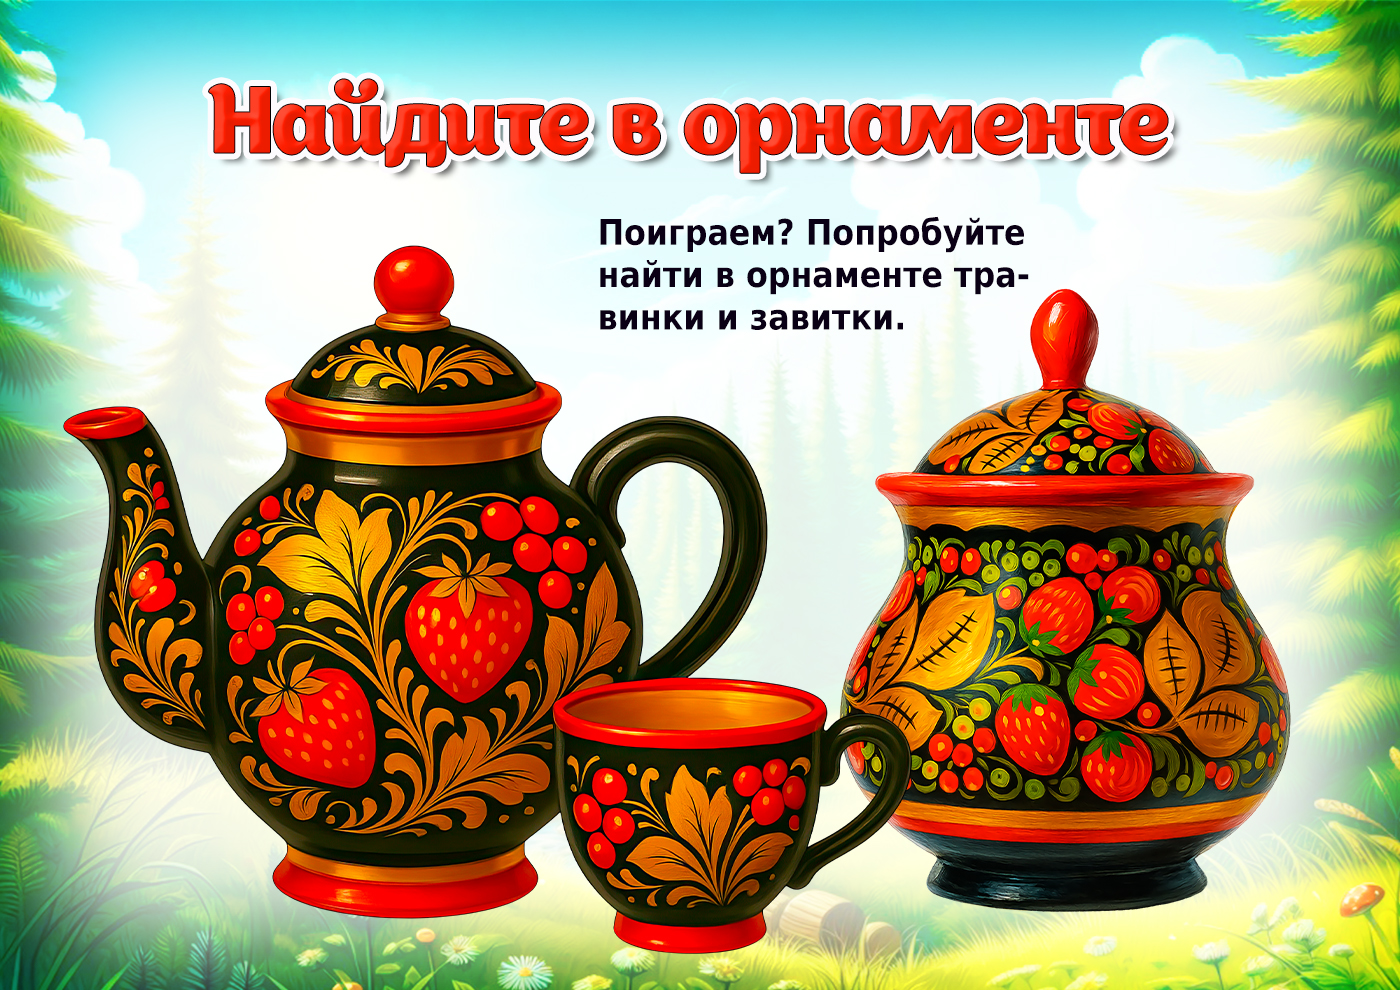 Найдите в орнаменте
Поиграем? Попробуйте
найти в орнаменте тра-
винки и завитки.